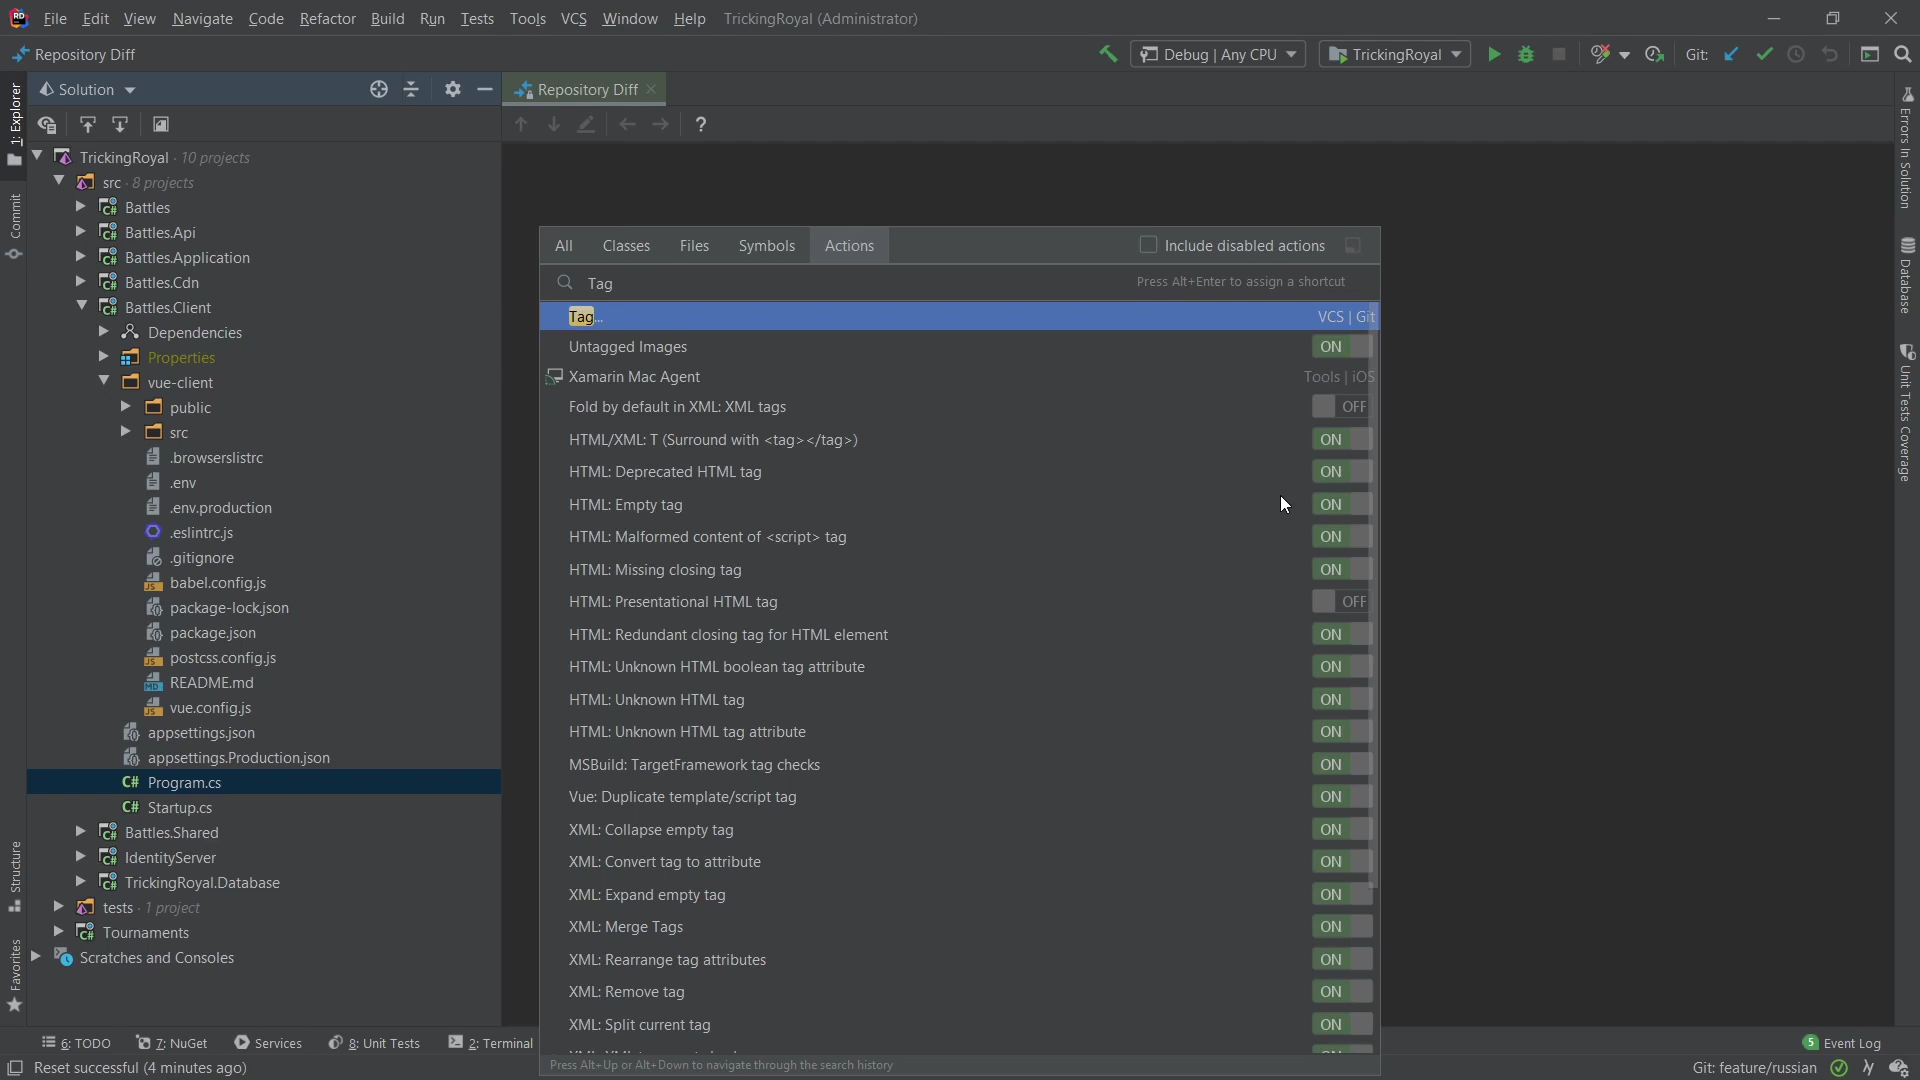 File Edit View Navigate Code Refactor Build Run Tests Tools VCS Window Help TrickingRoyal (Administrator)
Repository Diff
Debug | Any CPU
TrickingRoyal
Git:
Solution
Repository Diff
?
1: Explorer
Commit
Structure
Favorites
TrickingRoyal · 10 projects
src · 8 projects
Battles
Battles.Api
Battles.Application
Battles.Cdn
Battles.Client
Dependencies
Properties
vue-client
public
src
.browserslistrc
.env
.env.production
.eslintrc.js
.gitignore
babel.config.js
package-lock.json
package.json
postcss.config.js
README.md
vue.config.js
appsettings.json
appsettings.Production.json
C# Program.cs
C# Startup.cs
Battles.Shared
IdentityServer
TrickingRoyal.Database
tests · 1 project
Tournaments
Scratches and Consoles
All Classes Files Symbols Actions Include disabled actions
Tag Press Alt+Enter to assign a shortcut
Tag... VCS | Git
Untagged Images ON
Xamarin Mac Agent Tools | iOS
Fold by default in XML: XML tags OFF
HTML/XML: T (Surround with <tag></tag>) ON
HTML: Deprecated HTML tag ON
HTML: Empty tag ON
HTML: Malformed content of <script> tag ON
HTML: Missing closing tag ON
HTML: Presentational HTML tag OFF
HTML: Redundant closing tag for HTML element ON
HTML: Unknown HTML boolean tag attribute ON
HTML: Unknown HTML tag ON
HTML: Unknown HTML tag attribute ON
MSBuild: TargetFramework tag checks ON
Vue: Duplicate template/script tag ON
XML: Collapse empty tag ON
XML: Convert tag to attribute ON
XML: Expand empty tag ON
XML: Merge Tags ON
XML: Rearrange tag attributes ON
XML: Remove tag ON
XML: Split current tag ON
Press Alt+Up or Alt+Down to navigate through the search history
Errors In Solution
Database
Unit Tests Coverage
6: TODO 7: NuGet Services 8: Unit Tests 2: Terminal
5 Event Log
Reset successful (4 minutes ago)
Git: feature/russian